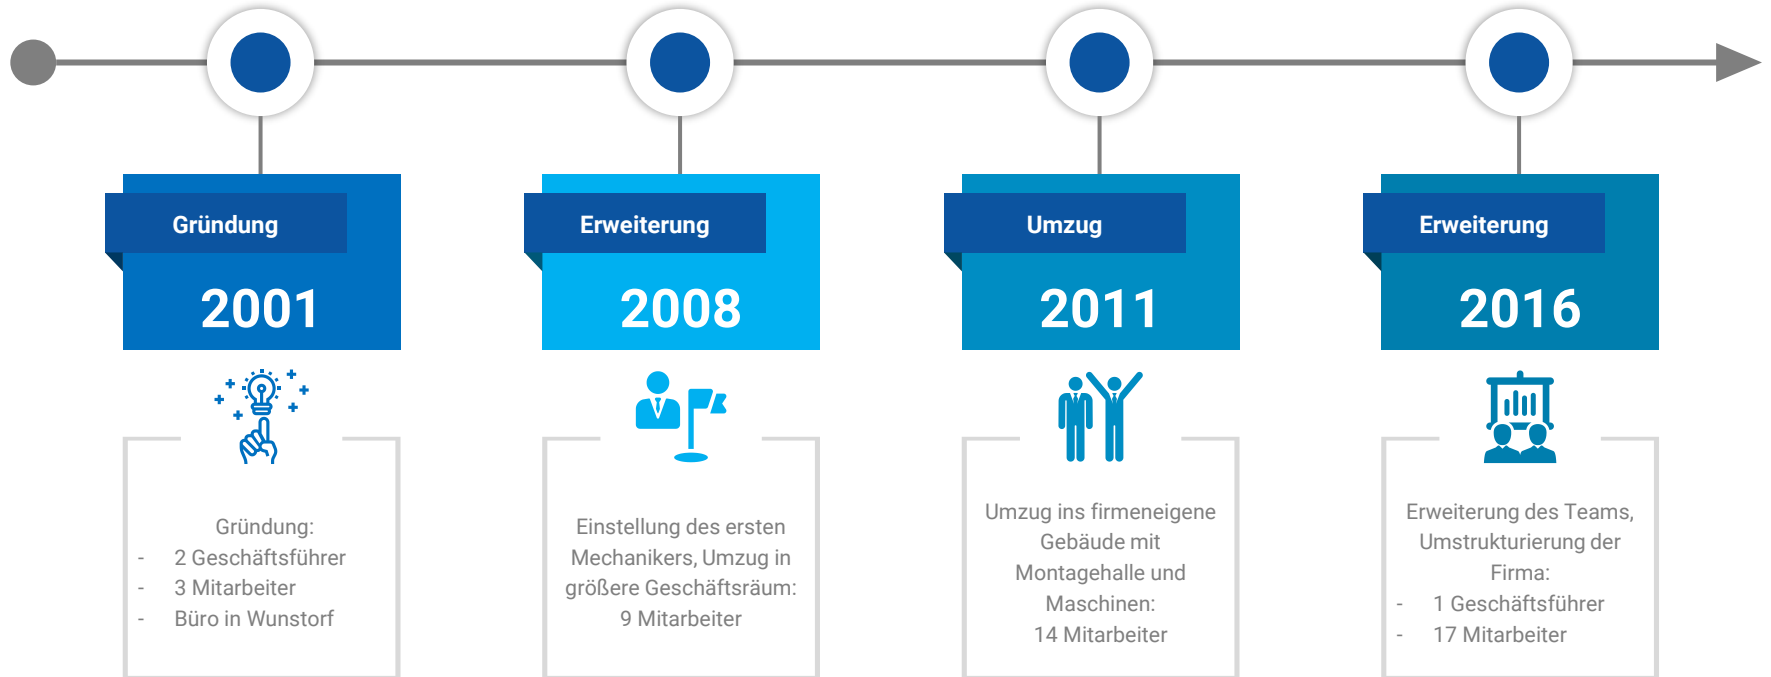 Gründung
2001
Gründung:
- 2 Geschäftsführer
- 3 Mitarbeiter
- Büro in Wunstorf
Erweiterung
2008
Einstellung des ersten
Mechanikers, Umzug in
größere Geschäftsräum:
9 Mitarbeiter
Umzug
2011
Umzug ins firmeneigene
Gebäude mit
Montagehalle und
Maschinen:
14 Mitarbeiter
Erweiterung
2016
Erweiterung des Teams,
Umstrukturierung der
Firma:
- 1 Geschäftsführer
- 17 Mitarbeiter